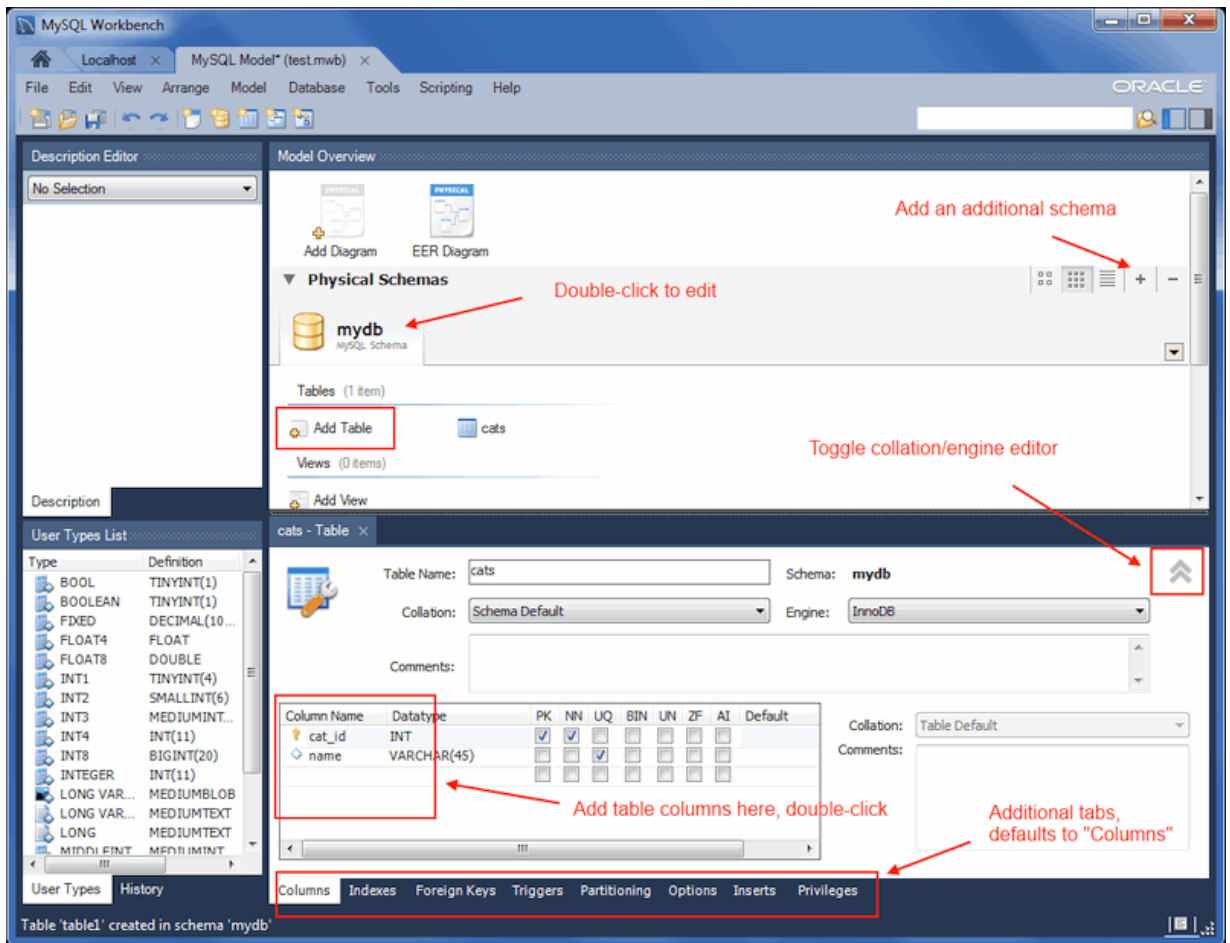 MySQL Workbench
Localhost
MySQL Model* (test.mwb)
File Edit View Arrange Model Database Tools Scripting Help
ORACLE
Description Editor
No Selection
Description
Model Overview
PHYSICAL
PHYSICAL
Add Diagram
EER Diagram
Add an additional schema
Physical Schemas
Double-click to edit
mydb
MySQL Schema
Tables (1 item)
Add Table
cats
Toggle collation/engine editor
Views (0 items)
Add View
User Types List
Type Definition
BOOL TINYINT(1)
BOOLEAN TINYINT(1)
FIXED DECIMAL(10...
FLOAT4 FLOAT
FLOAT8 DOUBLE
INT1 TINYINT(4)
INT2 SMALLINT(6)
INT3 MEDIUMINT...
INT4 INT(11)
INT8 BIGINT(20)
INTEGER INT(11)
LONG VAR... MEDIUMBLOB
LONG VAR... MEDIUMTEXT
LONG MEDIUMTEXT
MIDDLEINT MEDIUMINT
User Types History
cats - Table
Table Name: cats
Schema: mydb
Collation: Schema Default
Engine: InnoDB
Comments:
Column Name Datatype PK NN UQ BIN UN ZF AI Default
cat_id INT
name VARCHAR(45)
Collation: Table Default
Comments:
Add table columns here, double-click
Additional tabs,
defaults to "Columns"
Columns Indexes Foreign Keys Triggers Partitioning Options Inserts Privileges
Table 'table1' created in schema 'mydb'